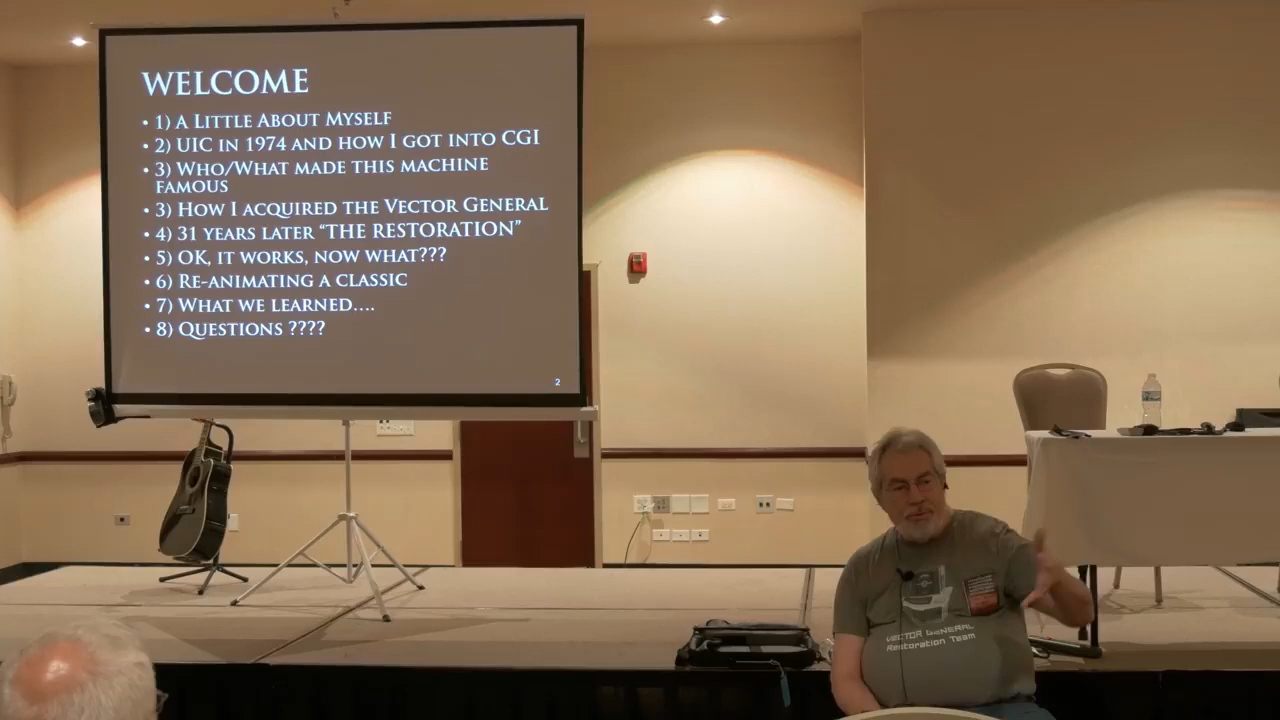 WELCOME
• 1) A LITTLE ABOUT MYSELF
• 2) UIC IN 1974 AND HOW I GOT INTO CGI
• 3) WHO/WHAT MADE THIS MACHINE
FAMOUS
• 3) HOW I ACQUIRED THE VECTOR GENERAL
• 4) 31 YEARS LATER “THE RESTORATION”
• 5) OK, IT WORKS, NOW WHAT???
• 6) RE-ANIMATING A CLASSIC
• 7) WHAT WE LEARNED....
• 8) QUESTIONS ????
2
VECTOR GENERAL
Restoration Team